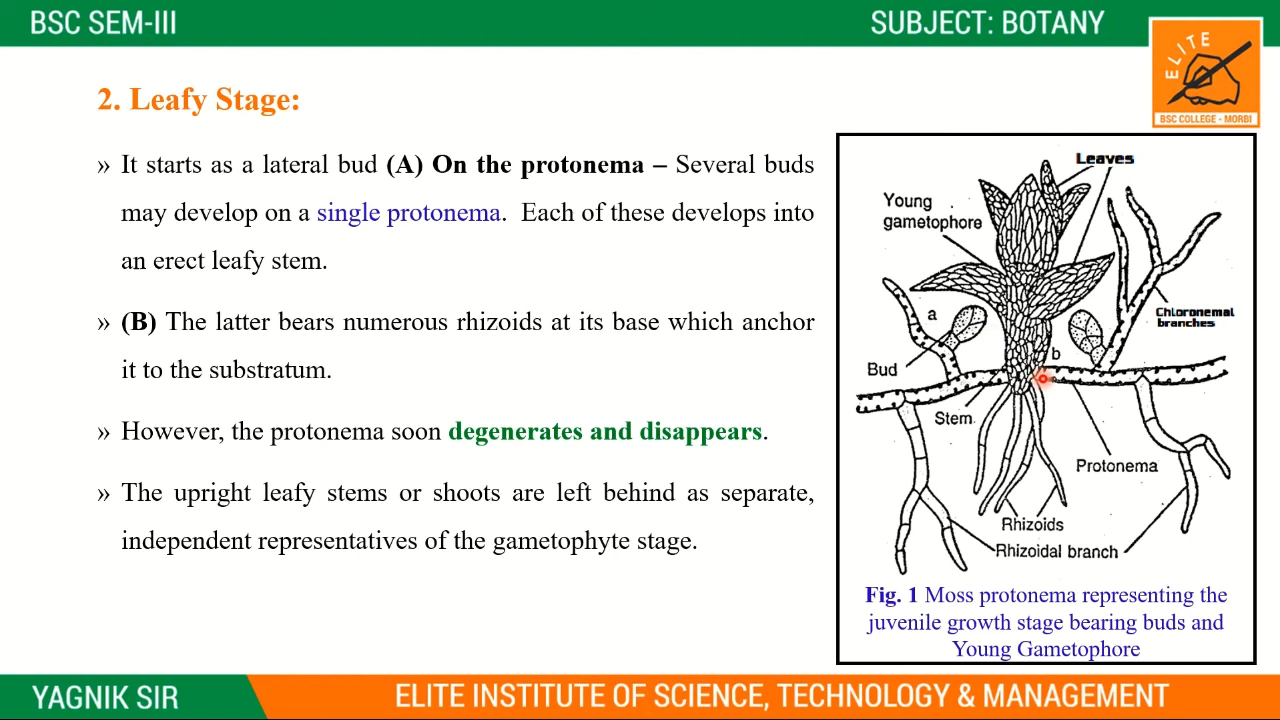 BSC SEM-III
SUBJECT: BOTANY
ELITE
BSC COLLEGE - MORBI
2. Leafy Stage:
» It starts as a lateral bud (A) On the protonema – Several buds
may develop on a single protonema. Each of these develops into
an erect leafy stem.
» (B) The latter bears numerous rhizoids at its base which anchor
it to the substratum.
» However, the protonema soon degenerates and disappears.
» The upright leafy stems or shoots are left behind as separate,
independent representatives of the gametophyte stage.
Leaves
Young
gametophore
a
Chloronemal
branches
b
Bud
Stem
Protonema
Rhizoids
Rhizoidal branch
Fig. 1 Moss protonema representing the
juvenile growth stage bearing buds and
Young Gametophore
YAGNIK SIR
ELITE INSTITUTE OF SCIENCE, TECHNOLOGY & MANAGEMENT